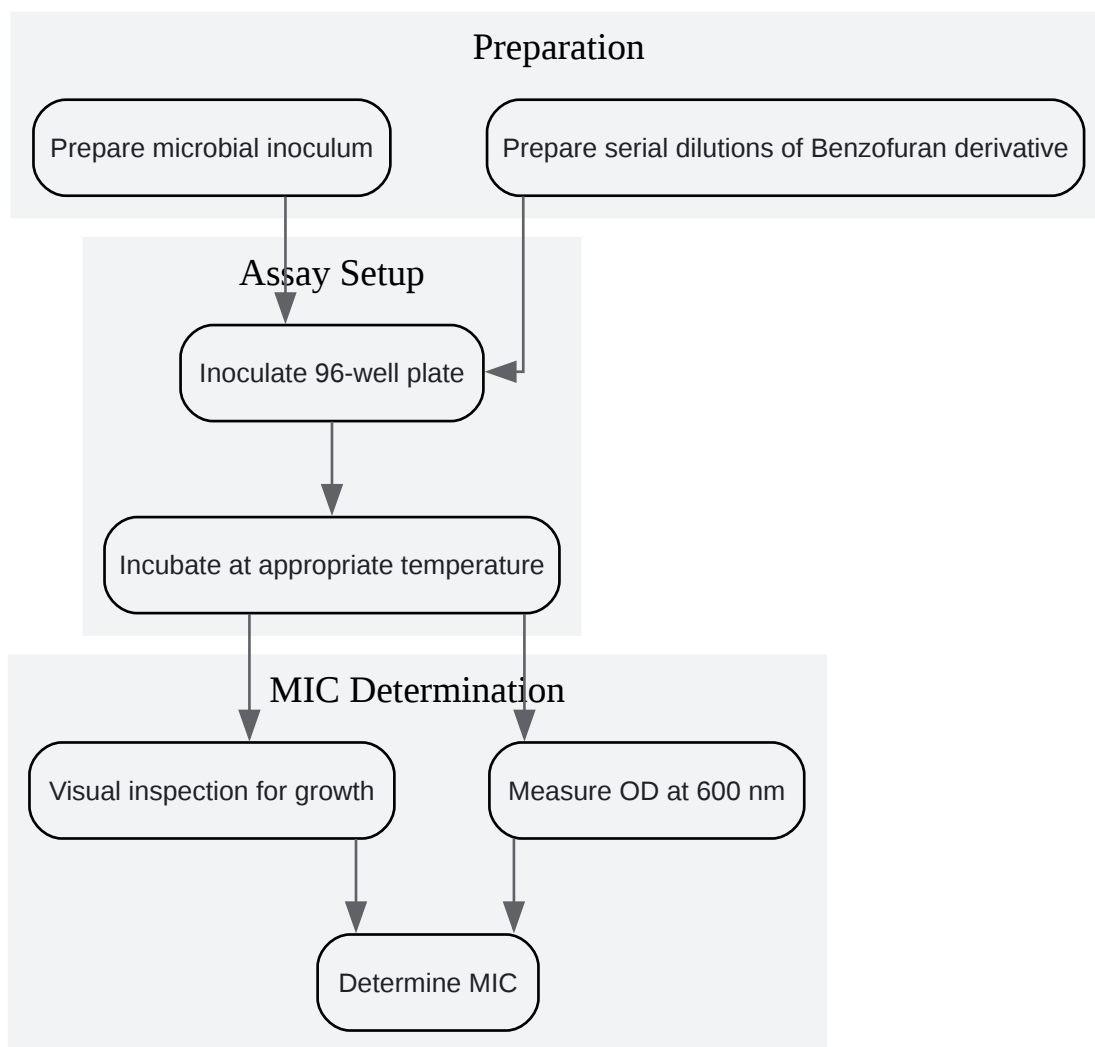 Preparation
Prepare microbial inoculum
Prepare serial dilutions of Benzofuran derivative
Assay Setup
Inoculate 96-well plate
Incubate at appropriate temperature
MIC Determination
Visual inspection for growth
Measure OD at 600 nm
Determine MIC